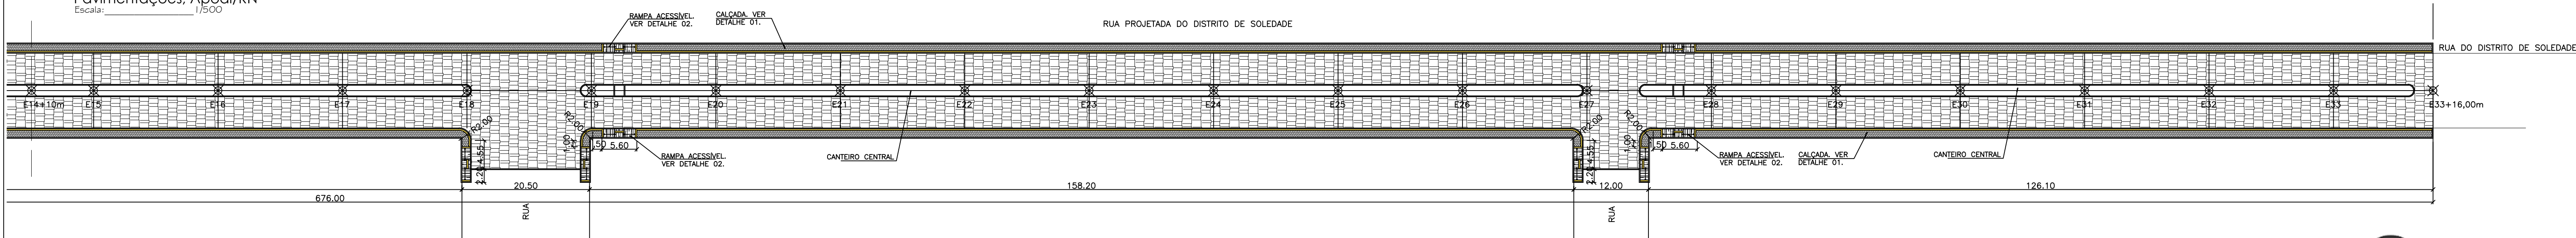 Pavimentações, Apodi/RN
Escala: 1/500
RAMPA ACESSÍVEL.
VER DETALHE 02.
CALÇADA. VER
DETALHE 01.
RUA PROJETADA DO DISTRITO DE SOLEDADE
RUA DO DISTRITO DE SOLEDADE
E14+10m
E15
E16
E17
E18
E19
E20
E21
E22
E23
E24
E25
E26
E27
E28
E29
E30
E31
E32
E33
E33+16,00m
R2.00
R2.00
R2.00
R2.00
1.00
.50
5.60
1.00
.50
5.60
2.20
4.55
2.20
4.55
RAMPA ACESSÍVEL.
VER DETALHE 02.
CANTEIRO CENTRAL
RAMPA ACESSÍVEL.
VER DETALHE 02.
CALÇADA. VER
DETALHE 01.
CANTEIRO CENTRAL
20.50
158.20
12.00
126.10
676.00
RUA
RUA